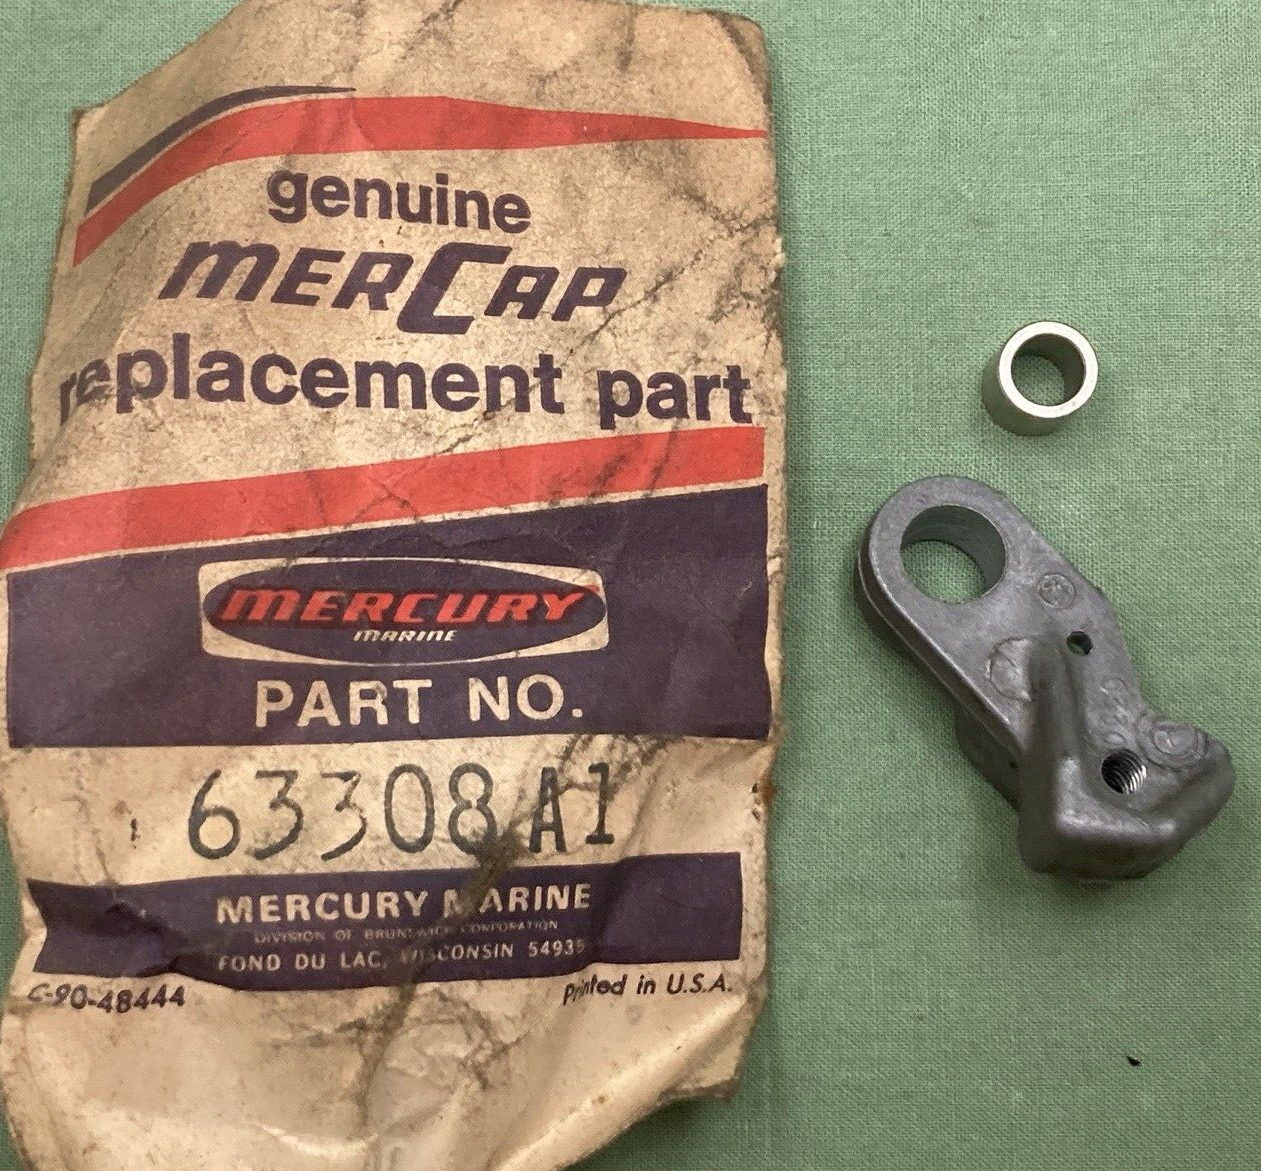 genuine
MERCAP
replacement part
MERCURY
MARINE
PART NO.
63308A1
MERCURY MARINE
DIVISION OF BRUNSWICK CORPORATION
FOND DU LAC, WISCONSIN 54935
C-90-48444
Printed in U.S.A.